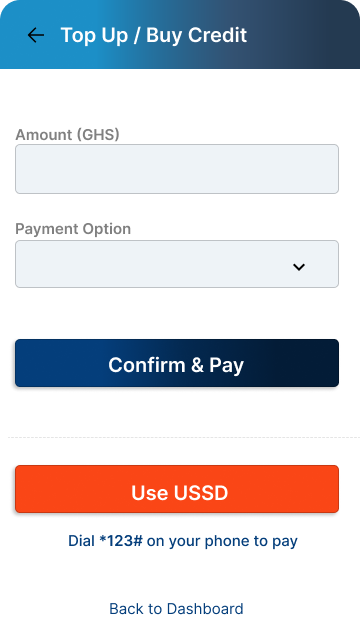 Top Up / Buy Credit
Amount (GHS)
Payment Option
Confirm & Pay
Use USSD
Dial *123# on your phone to pay
Back to Dashboard